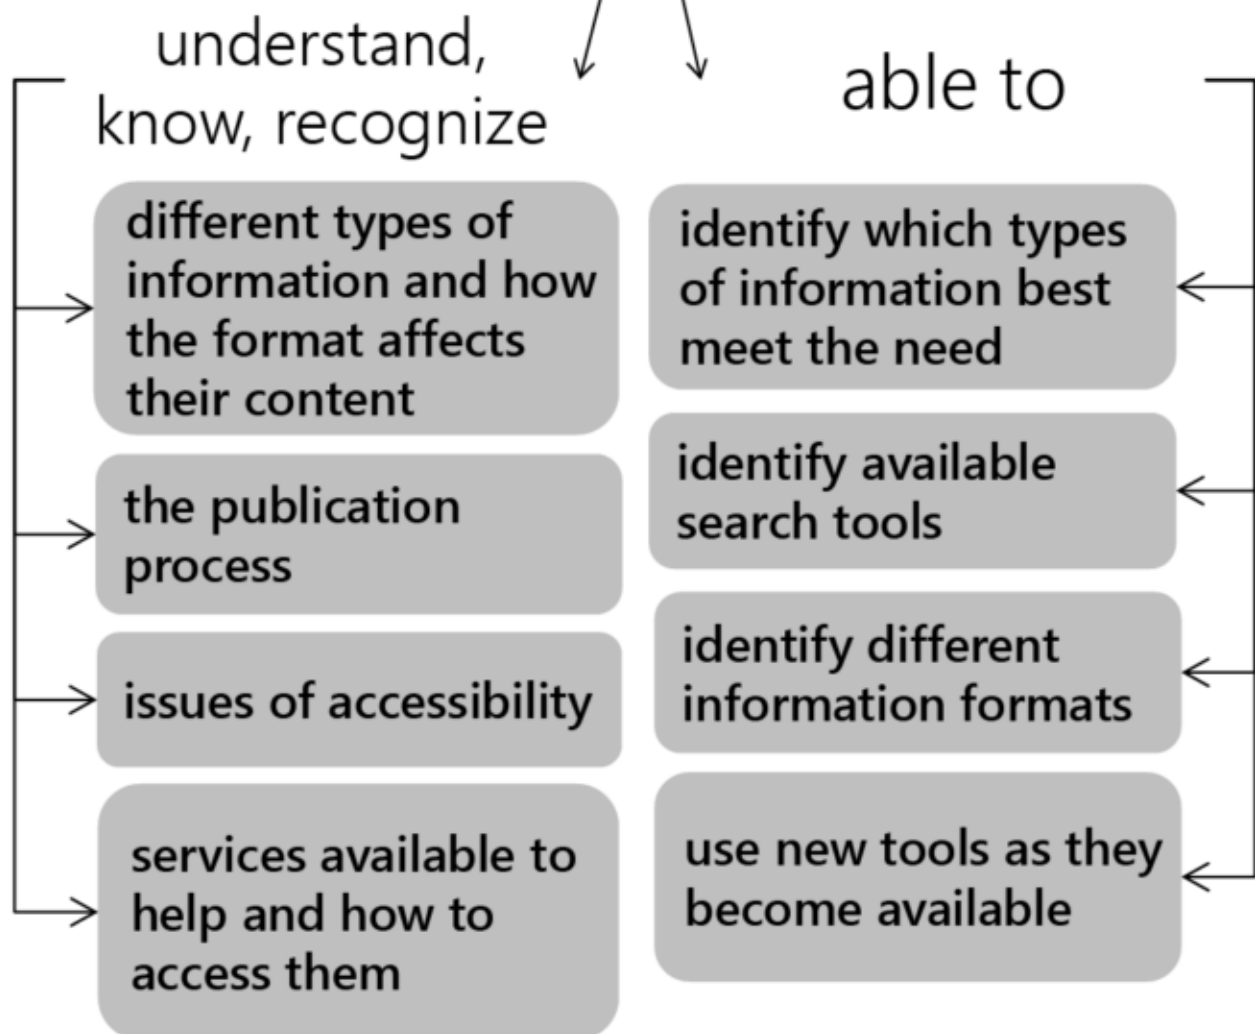 understand,
know, recognize
different types of
information and how
the format affects
their content
the publication
process
issues of accessibility
services available to
help and how to
access them
able to
identify which types
of information best
meet the need
identify available
search tools
identify different
information formats
use new tools as they
become available